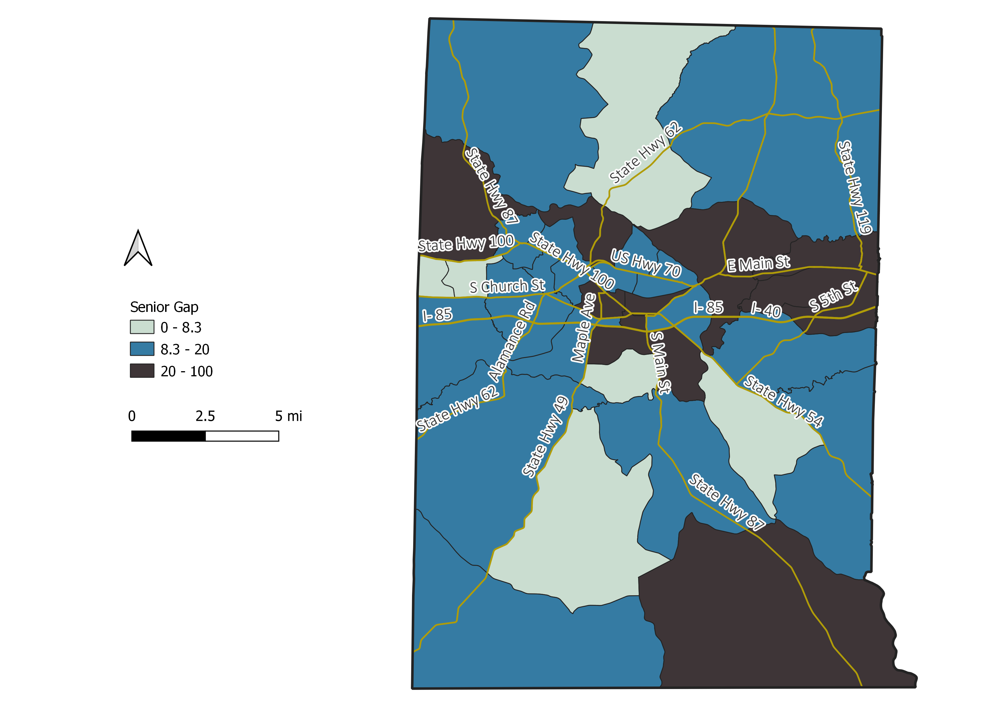 State Hwy 62
State Hwy 87
State Hwy 119
State Hwy 100
State Hwy 100
US Hwy 70
E Main St
S Church St
S 5th St
I- 85
I- 85
I- 40
Alamance Rd
Maple Ave
S Main St
State Hwy 62
State Hwy 49
State Hwy 54
State Hwy 87
Senior Gap
0 - 8.3
8.3 - 20
20 - 100
0 2.5 5 mi